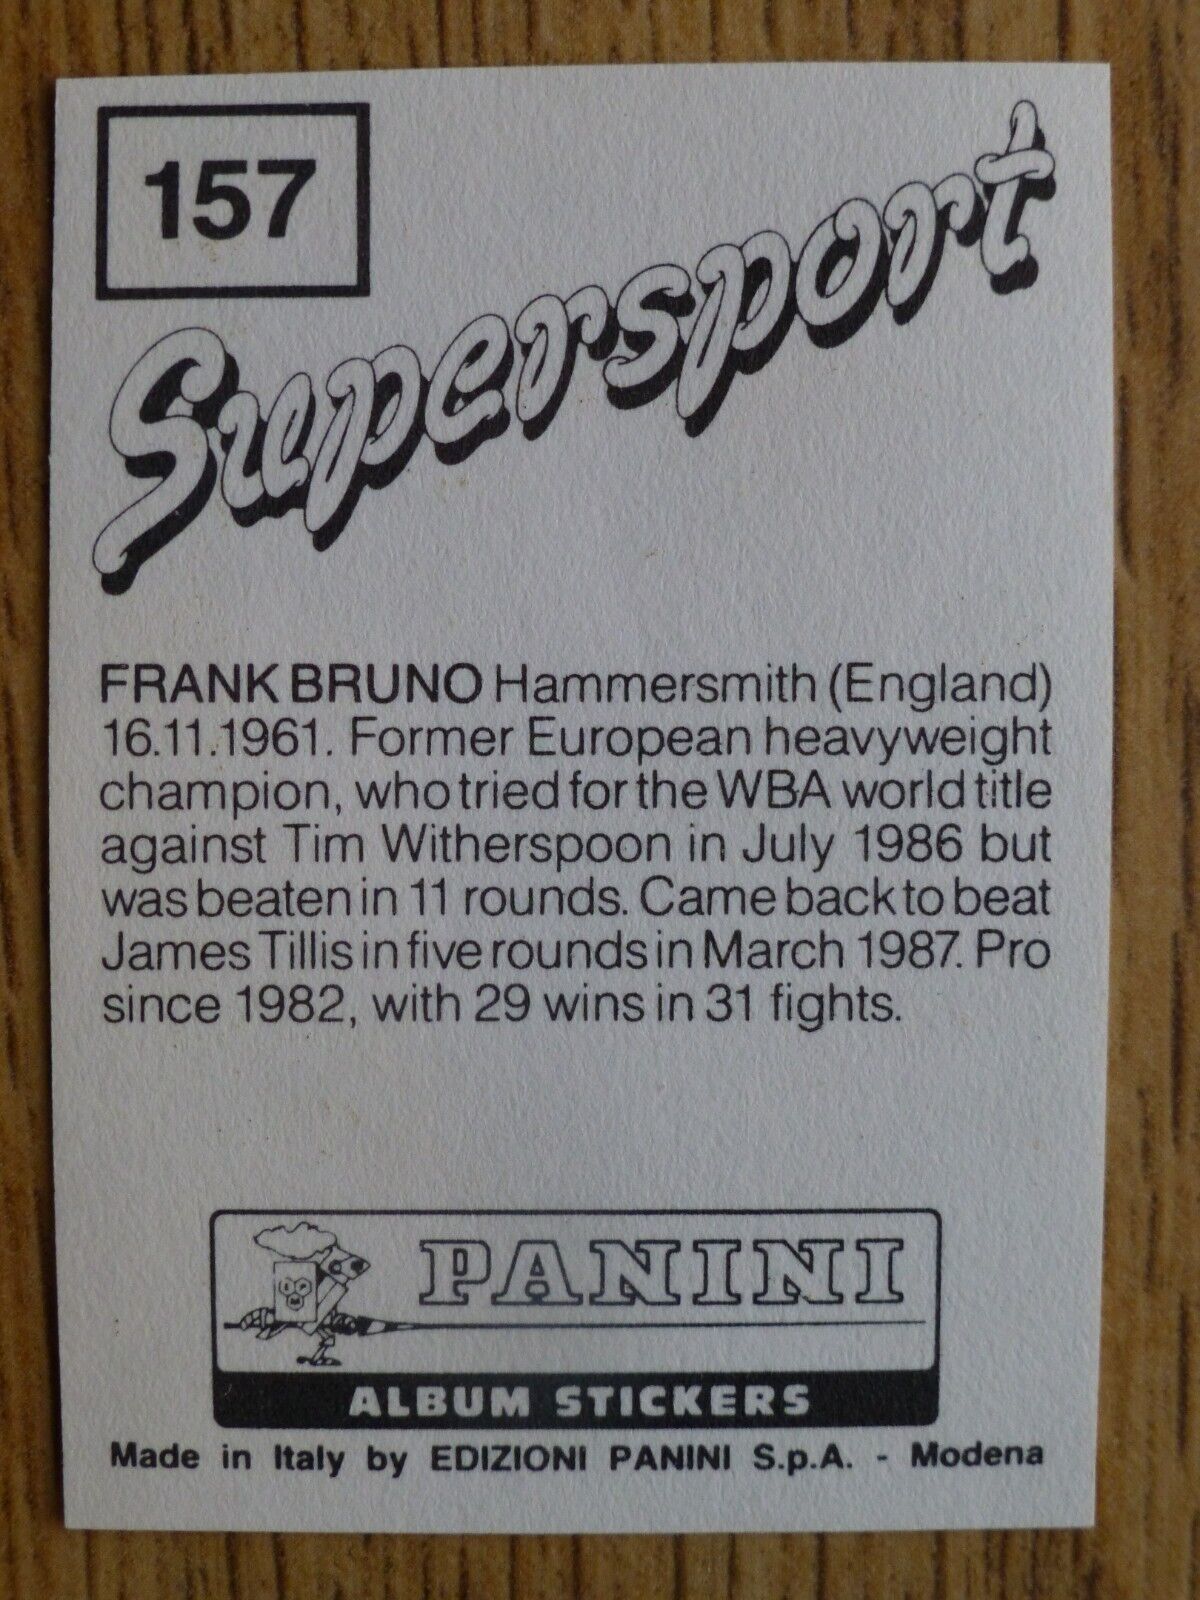 157
Supersport
FRANK BRUNO Hammersmith (England)
16.11.1961. Former European heavyweight
champion, who tried for the WBA world title
against Tim Witherspoon in July 1986 but
was beaten in 11 rounds. Came back to beat
James Tillis in five rounds in March 1987. Pro
since 1982, with 29 wins in 31 fights.
PANINI
ALBUM STICKERS
Made in Italy by EDIZIONI PANINI S.p.A. - Modena